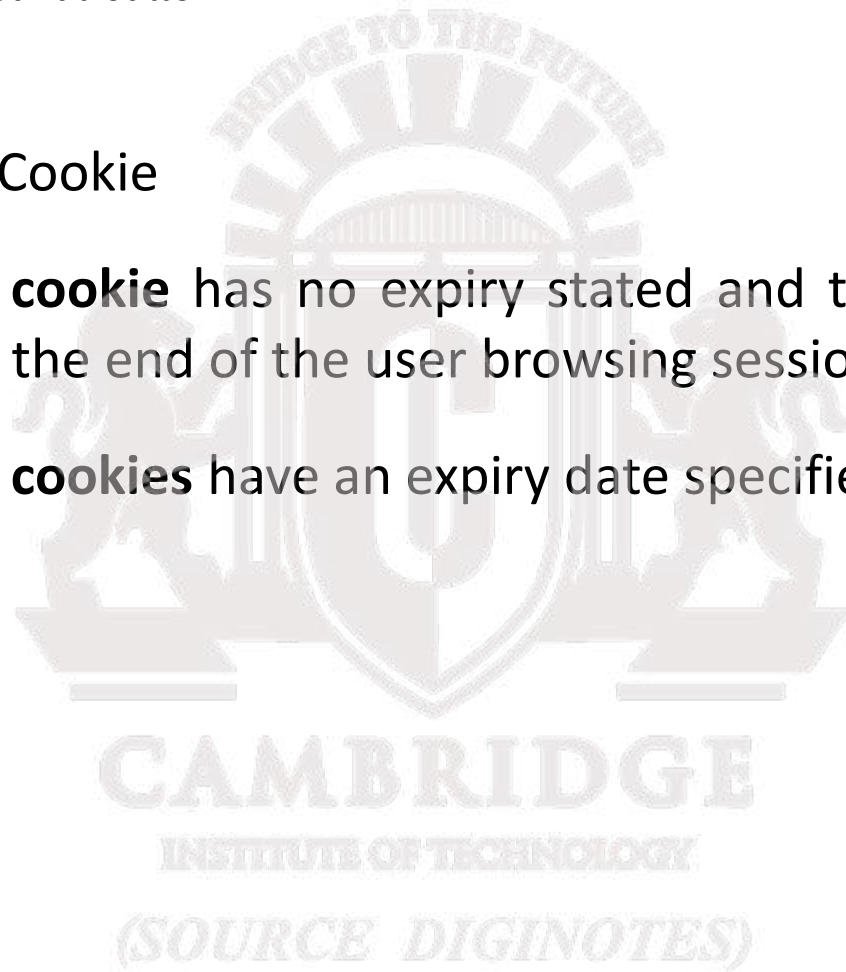 BRIDGE TO THE FUTURE
Cookie
cookie has no expiry stated and t
the end of the user browsing sessio
cookies have an expiry date specifie
CAMBRIDGE
INSTITUTE OF TECHNOLOGY
(SOURCE DIGINOTES)